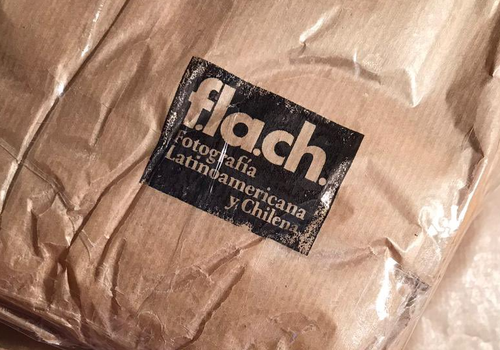 f.la.ch.
Fotografía
Latinoamericana
y Chilena.